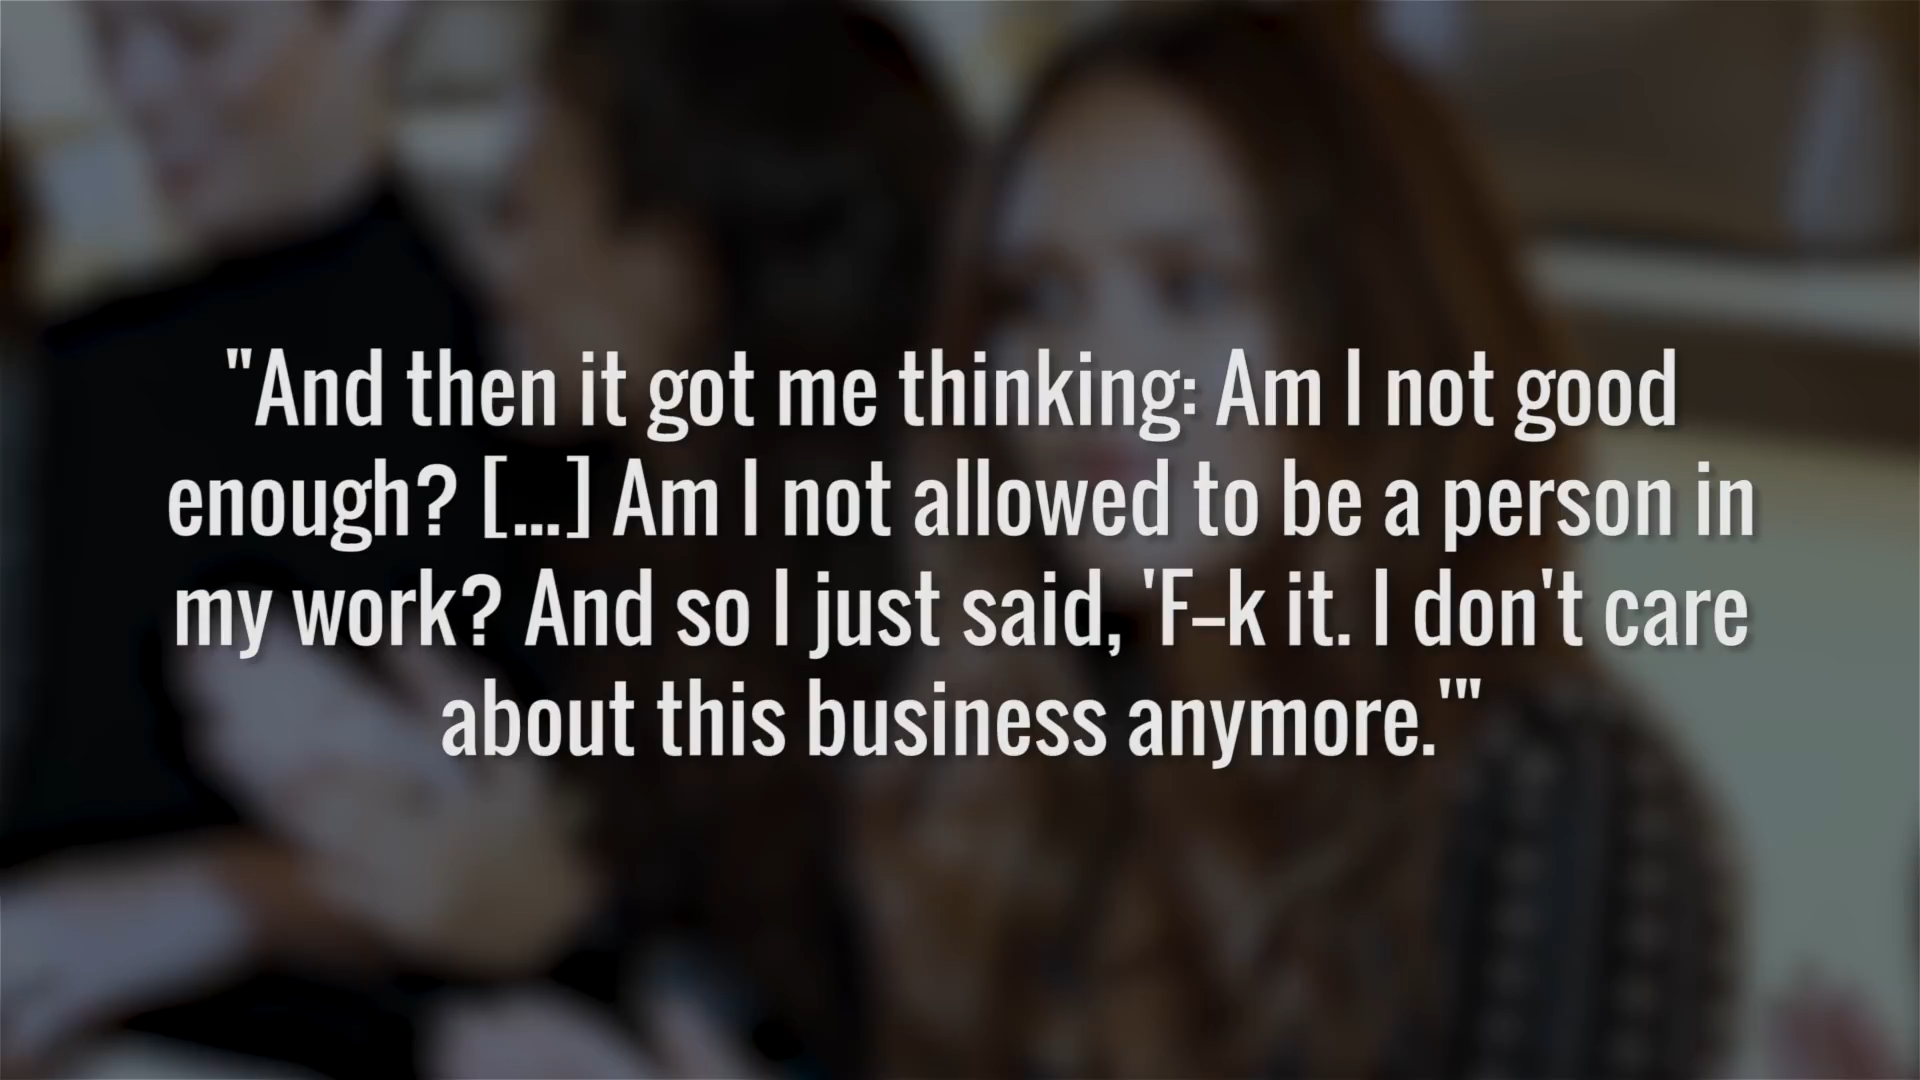 "And then it got me thinking: Am I not good
enough? [...] Am I not allowed to be a person in
my work? And so I just said, 'F--k it. I don't care
about this business anymore.'"